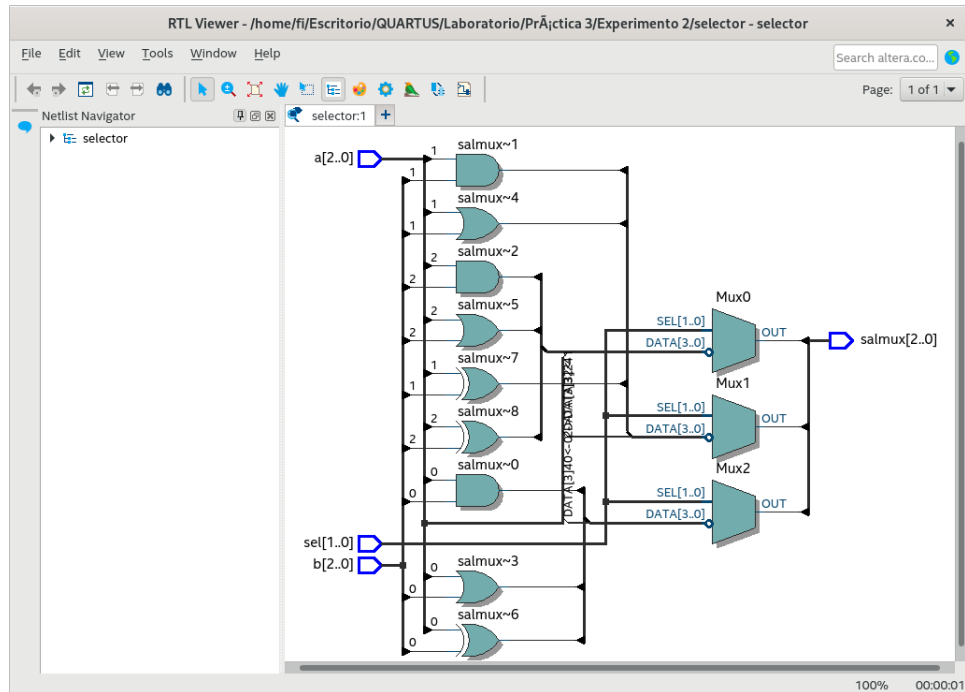 RTL Viewer - /home/fi/Escritorio/QUARTUS/Laboratorio/PrÃ¡ctica 3/Experimento 2/selector - selector ×
File Edit View Tools Window Help
Search altera.co...
Page: 1 of 1
Netlist Navigator
selector
selector:1 +
a[2..0]
salmux~1
1
1
salmux~4
1
1
salmux~2
2
2
salmux~5
2
2
salmux~7
1
1
salmux~8
2
2
salmux~0
0
0
sel[1..0]
b[2..0]
salmux~3
0
0
salmux~6
0
0
Mux0
SEL[1..0]
DATA[3..0]
OUT
salmux[2..0]
Mux1
SEL[1..0]
DATA[3..0]
OUT
Mux2
SEL[1..0]
DATA[3..0]
OUT
100% 00:00:01